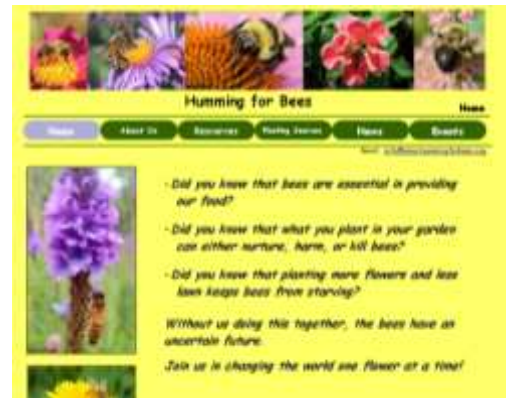 Humming for Bees
Home
Home About Us Resources Planting Sources News Events
- Did you know that bees are essential in providing
our food?
- Did you know that what you plant in your garden
can either nurture, harm, or kill bees?
- Did you know that planting more flowers and less
lawn keeps bees from starving?
Without us doing this together, the bees have an
uncertain future.
Join us in changing the world one flower at a time!